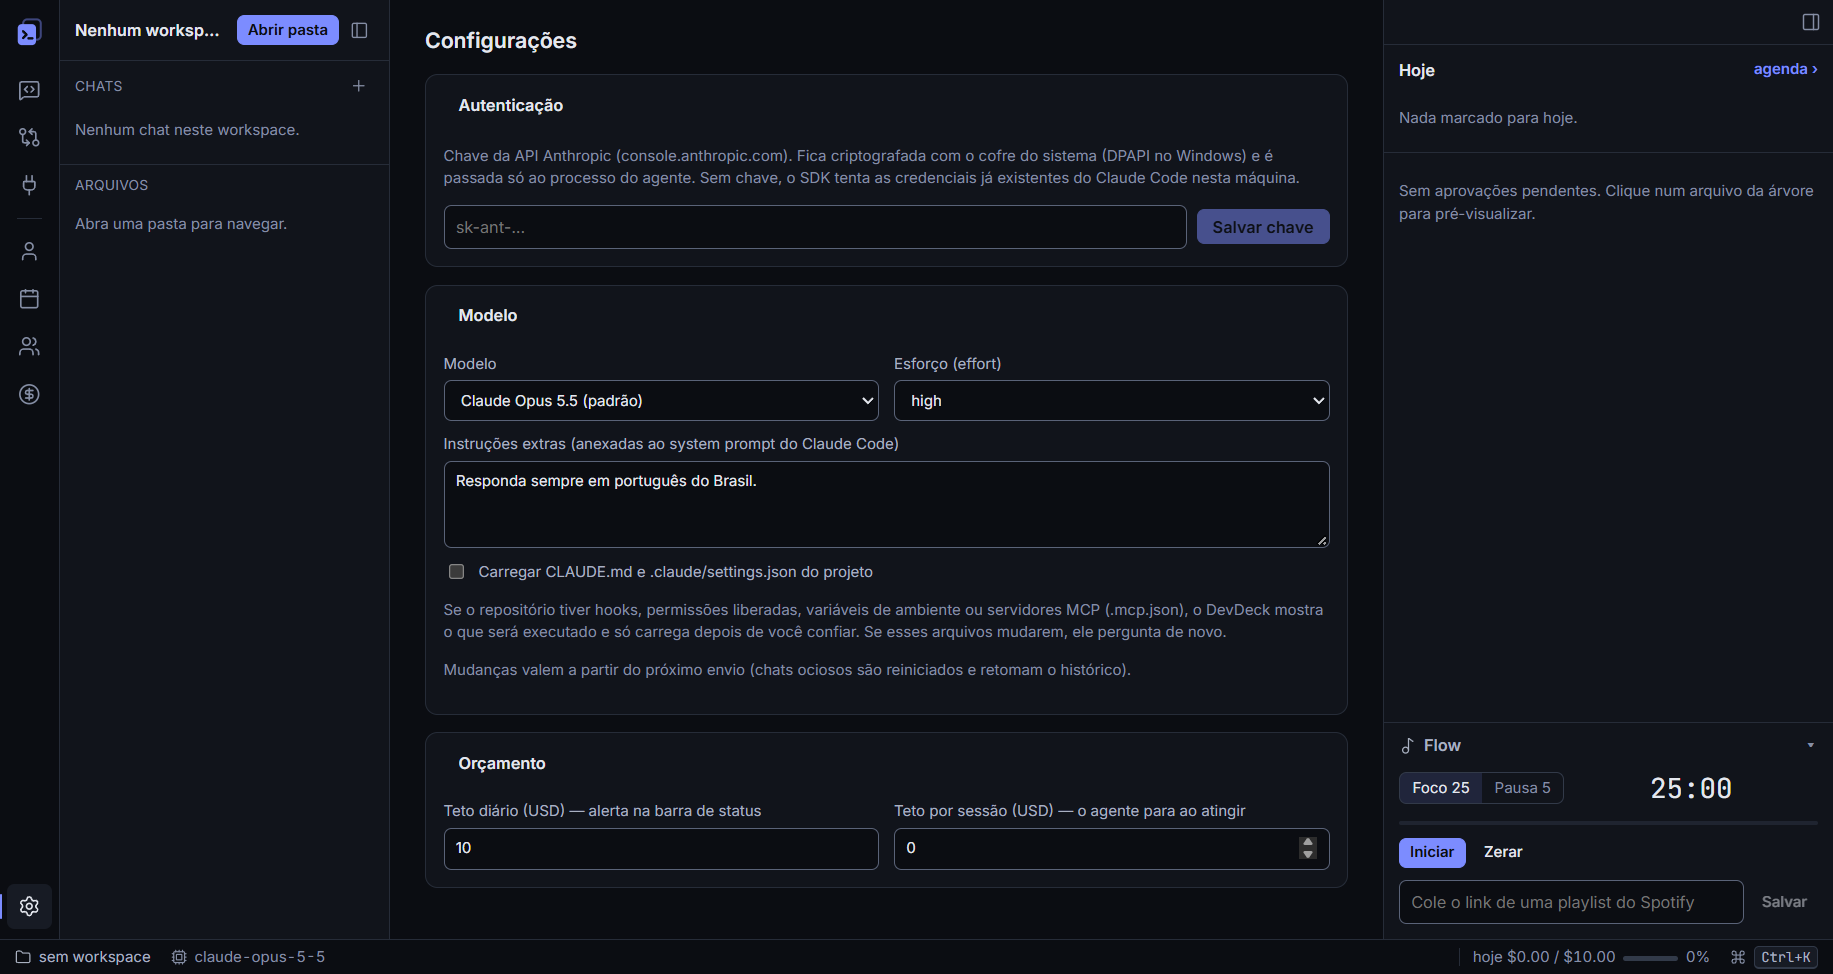 Nenhum worksp...
Abrir pasta
CHATS
Nenhum chat neste workspace.
ARQUIVOS
Abra uma pasta para navegar.
Configurações
Autenticação
Chave da API Anthropic (console.anthropic.com). Fica criptografada com o cofre do sistema (DPAPI no Windows) e é
passada só ao processo do agente. Sem chave, o SDK tenta as credenciais já existentes do Claude Code nesta máquina.
sk-ant-...
Salvar chave
Modelo
Modelo
Esforço (effort)
Claude Opus 5.5 (padrão)
high
Instruções extras (anexadas ao system prompt do Claude Code)
Responda sempre em português do Brasil.
Carregar CLAUDE.md e .claude/settings.json do projeto
Se o repositório tiver hooks, permissões liberadas, variáveis de ambiente ou servidores MCP (.mcp.json), o DevDeck mostra
o que será executado e só carrega depois de você confiar. Se esses arquivos mudarem, ele pergunta de novo.
Mudanças valem a partir do próximo envio (chats ociosos são reiniciados e retomam o histórico).
Orçamento
Teto diário (USD) — alerta na barra de status
Teto por sessão (USD) — o agente para ao atingir
10
0
Hoje
agenda ›
Nada marcado para hoje.
Sem aprovações pendentes. Clique num arquivo da árvore
para pré-visualizar.
Flow
Foco 25
Pausa 5
25:00
Iniciar
Zerar
Cole o link de uma playlist do Spotify
Salvar
sem workspace
claude-opus-5-5
hoje $0.00 / $10.00
0%
⌘
Ctrl+K